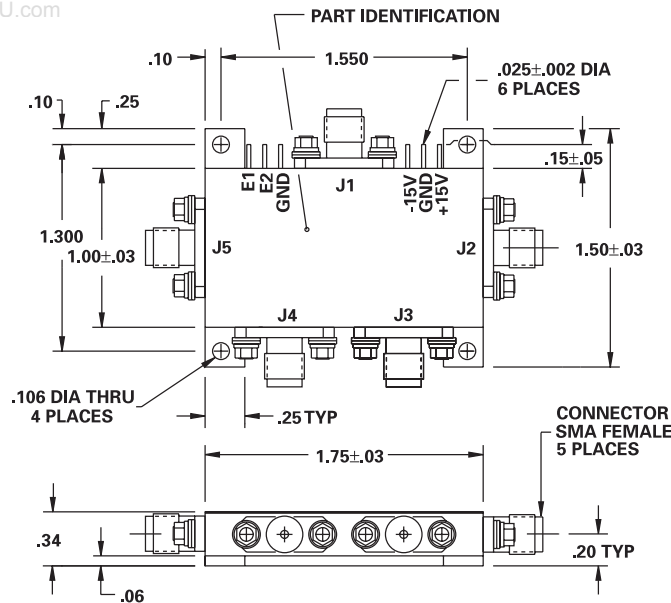 U.com
PART IDENTIFICATION
.10
1.550
.025±.002 DIA
6 PLACES
.10
.25
.15±.05
E1
E2
GND
J1
-15V
GND
+15V
1.300
1.00±.03
J5
J2
1.50±.03
J4
J3
.106 DIA THRU
4 PLACES
.25 TYP
CONNECTOR
SMA FEMALE
5 PLACES
1.75±.03
.34
.20 TYP
.06